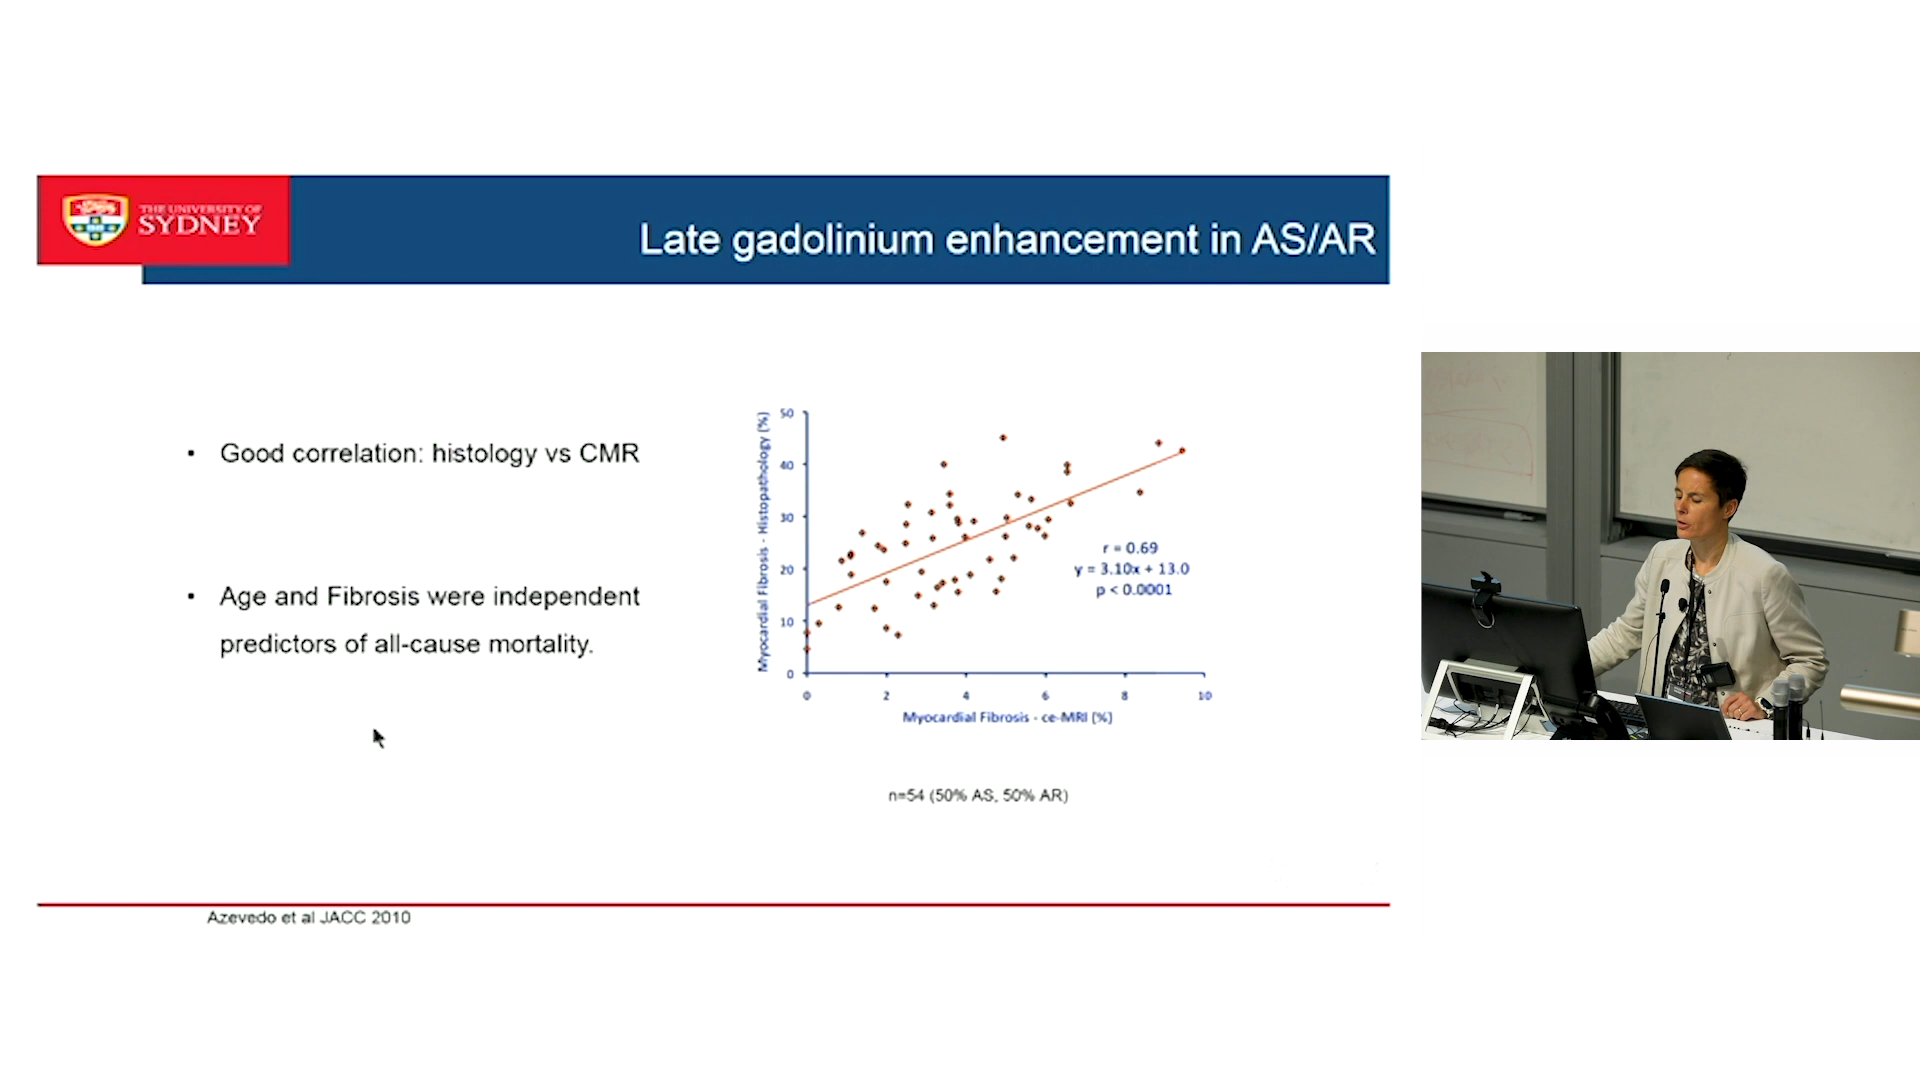 THE UNIVERSITY OF
SYDNEY
Late gadolinium enhancement in AS/AR
• Good correlation: histology vs CMR
• Age and Fibrosis were independent
predictors of all-cause mortality.
Myocardial Fibrosis - Histopathology (%)
50
40
30
20
10
0
r = 0.69
y = 3.10x + 13.0
p < 0.0001
0 2 4 6 8 10
Myocardial Fibrosis - ce-MRI (%)
n=54 (50% AS, 50% AR)
Azevedo et al JACC 2010